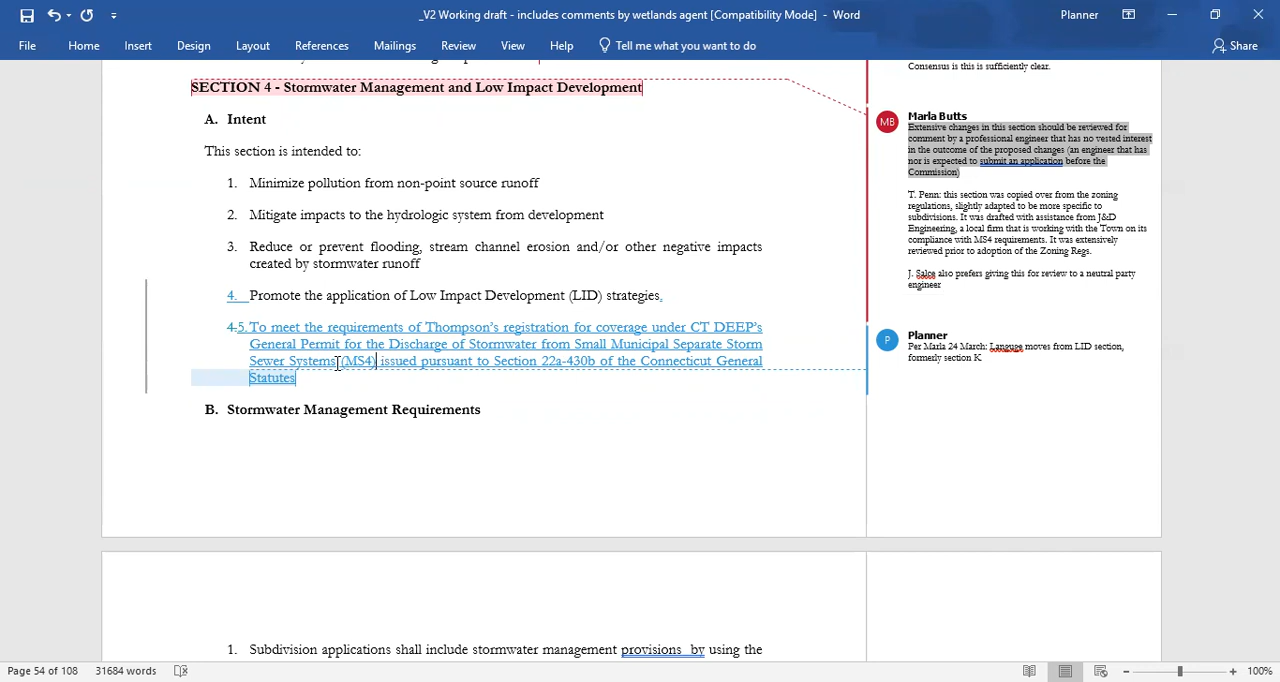 _V2 Working draft - includes comments by wetlands agent [Compatibility Mode] - Word
Planner
File
Home
Insert
Design
Layout
References
Mailings
Review
View
Help
Tell me what you want to do
Share
SECTION 4 - Stormwater Management and Low Impact Development
A. Intent
This section is intended to:
1. Minimize pollution from non-point source runoff
2. Mitigate impacts to the hydrologic system from development
3. Reduce or prevent flooding, stream channel erosion and/or other negative impacts
created by stormwater runoff
4. Promote the application of Low Impact Development (LID) strategies.
4.5. To meet the requirements of Thompson's registration for coverage under CT DEEP's
General Permit for the Discharge of Stormwater from Small Municipal Separate Storm
Sewer Systems (MS4) issued pursuant to Section 22a-430b of the Connecticut General
Statutes
B. Stormwater Management Requirements
1. Subdivision applications shall include stormwater management provisions by using the
Consensus is this is sufficiently clear.
MB
Marla Butts
Extensive changes in this section should be reviewed for
comment by a professional engineer that has no vested interest
in the outcome of the proposed changes (an engineer that has
nor is expected to submit an application before the
Commission)
T. Penn: this section was copied over from the zoning
regulations, slightly adapted to be more specific to
subdivisions. It was drafted with assistance from J&D
Engineering, a local firm that is working with the Town on its
compliance with MS4 requirements. It was extensively
reviewed prior to adoption of the Zoning Regs.
J. Salce also prefers giving this for review to a neutral party
engineer
P
Planner
Per Marla 24 March: Languge moves from LID section,
formerly section K
Page 54 of 108
31684 words
100%